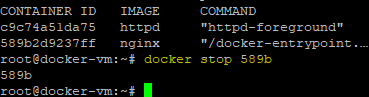 CONTAINER ID   IMAGE     COMMAND
c9c74a51da75   httpd     "httpd-foreground"
589b2d9237ff   nginx     "/docker-entrypoint.…
root@docker-vm:~# docker stop 589b
589b
root@docker-vm:~#